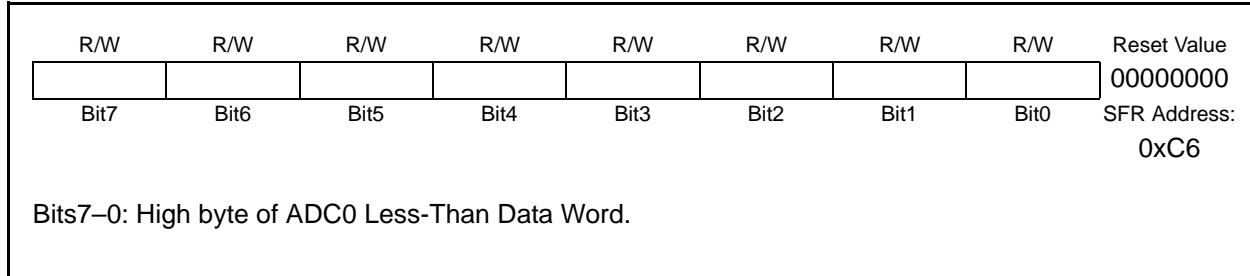 R/W R/W R/W R/W R/W R/W R/W R/W Reset Value
00000000
Bit7 Bit6 Bit5 Bit4 Bit3 Bit2 Bit1 Bit0 SFR Address:
0xC6
Bits7–0: High byte of ADC0 Less-Than Data Word.